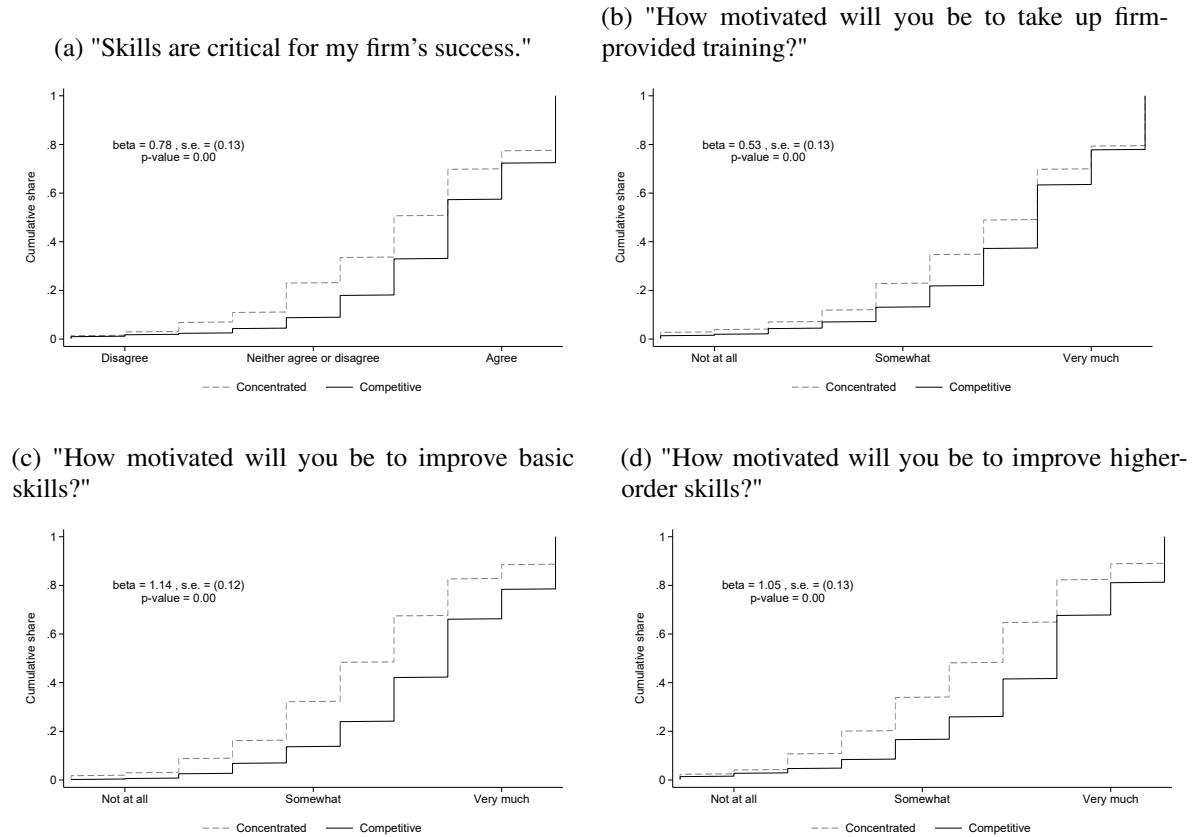 (a) "Skills are critical for my firm's success."
1
.8
.6
.4
.2
0
Cumulative share
beta = 0.78 , s.e. = (0.13)
p-value = 0.00
Disagree
Neither agree or disagree
Agree
Concentrated
Competitive
(b) "How motivated will you be to take up firm-
provided training?"
1
.8
.6
.4
.2
0
Cumulative share
beta = 0.53 , s.e. = (0.13)
p-value = 0.00
Not at all
Somewhat
Very much
Concentrated
Competitive
(c) "How motivated will you be to improve basic
skills?"
1
.8
.6
.4
.2
0
Cumulative share
beta = 1.14 , s.e. = (0.12)
p-value = 0.00
Not at all
Somewhat
Very much
Concentrated
Competitive
(d) "How motivated will you be to improve higher-
order skills?"
1
.8
.6
.4
.2
0
Cumulative share
beta = 1.05 , s.e. = (0.13)
p-value = 0.00
Not at all
Somewhat
Very much
Concentrated
Competitive